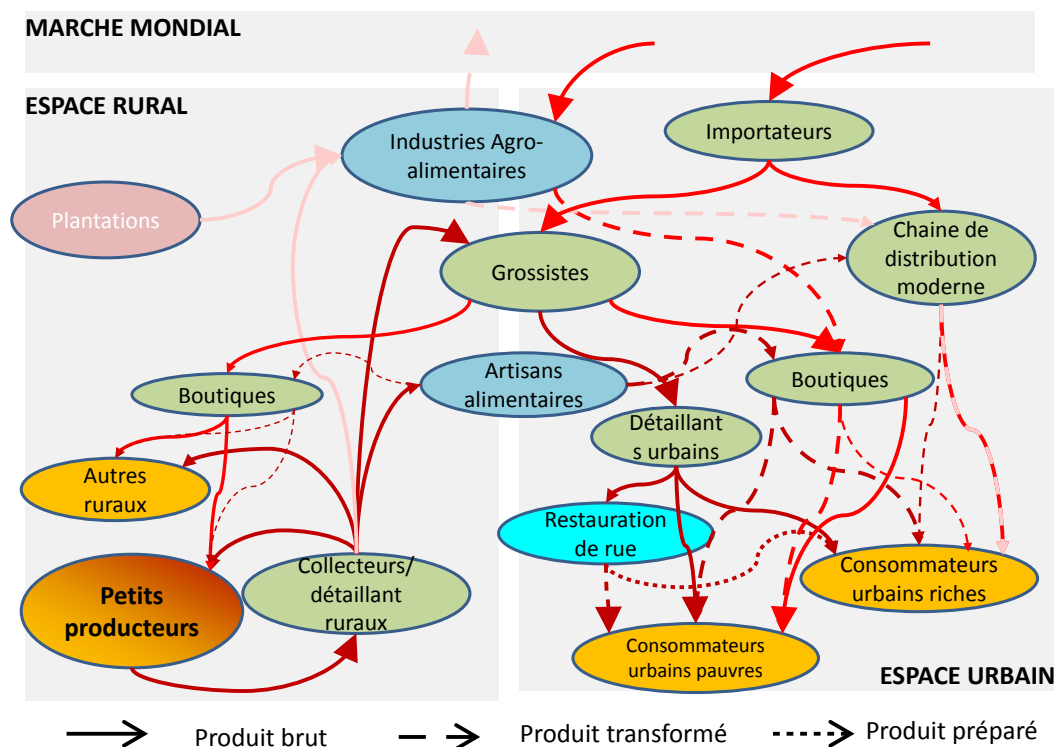 MARCHE MONDIAL
ESPACE RURAL
Industries Agro-
alimentaires
Importateurs
Plantations
Chaine de
distribution
moderne
Grossistes
Artisans
alimentaires
Boutiques
Boutiques
Détaillant
s urbains
Autres
ruraux
Restauration
de rue
Collecteurs/
détaillant
ruraux
Consommateurs
urbains riches
Petits
producteurs
Consommateurs
urbains pauvres
ESPACE URBAIN
Produit brut
Produit transformé
Produit préparé